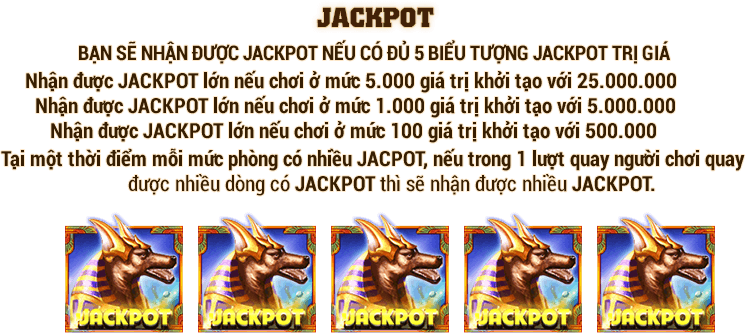 JACKPOT
BẠN SẼ NHẬN ĐƯỢC JACKPOT NẾU CÓ ĐỦ 5 BIỂU TƯỢNG JACKPOT TRỊ GIÁ
Nhận được JACKPOT lớn nếu chơi ở mức 5.000 giá trị khởi tạo với 25.000.000
Nhận được JACKPOT lớn nếu chơi ở mức 1.000 giá trị khởi tạo với 5.000.000
Nhận được JACKPOT lớn nếu chơi ở mức 100 giá trị khởi tạo với 500.000
Tại một thời điểm mỗi mức phòng có nhiều JACPOT, nếu trong 1 lượt quay người chơi quay
được nhiều dòng có JACKPOT thì sẽ nhận được nhiều JACKPOT.
JACKPOT JACKPOT JACKPOT JACKPOT JACKPOT